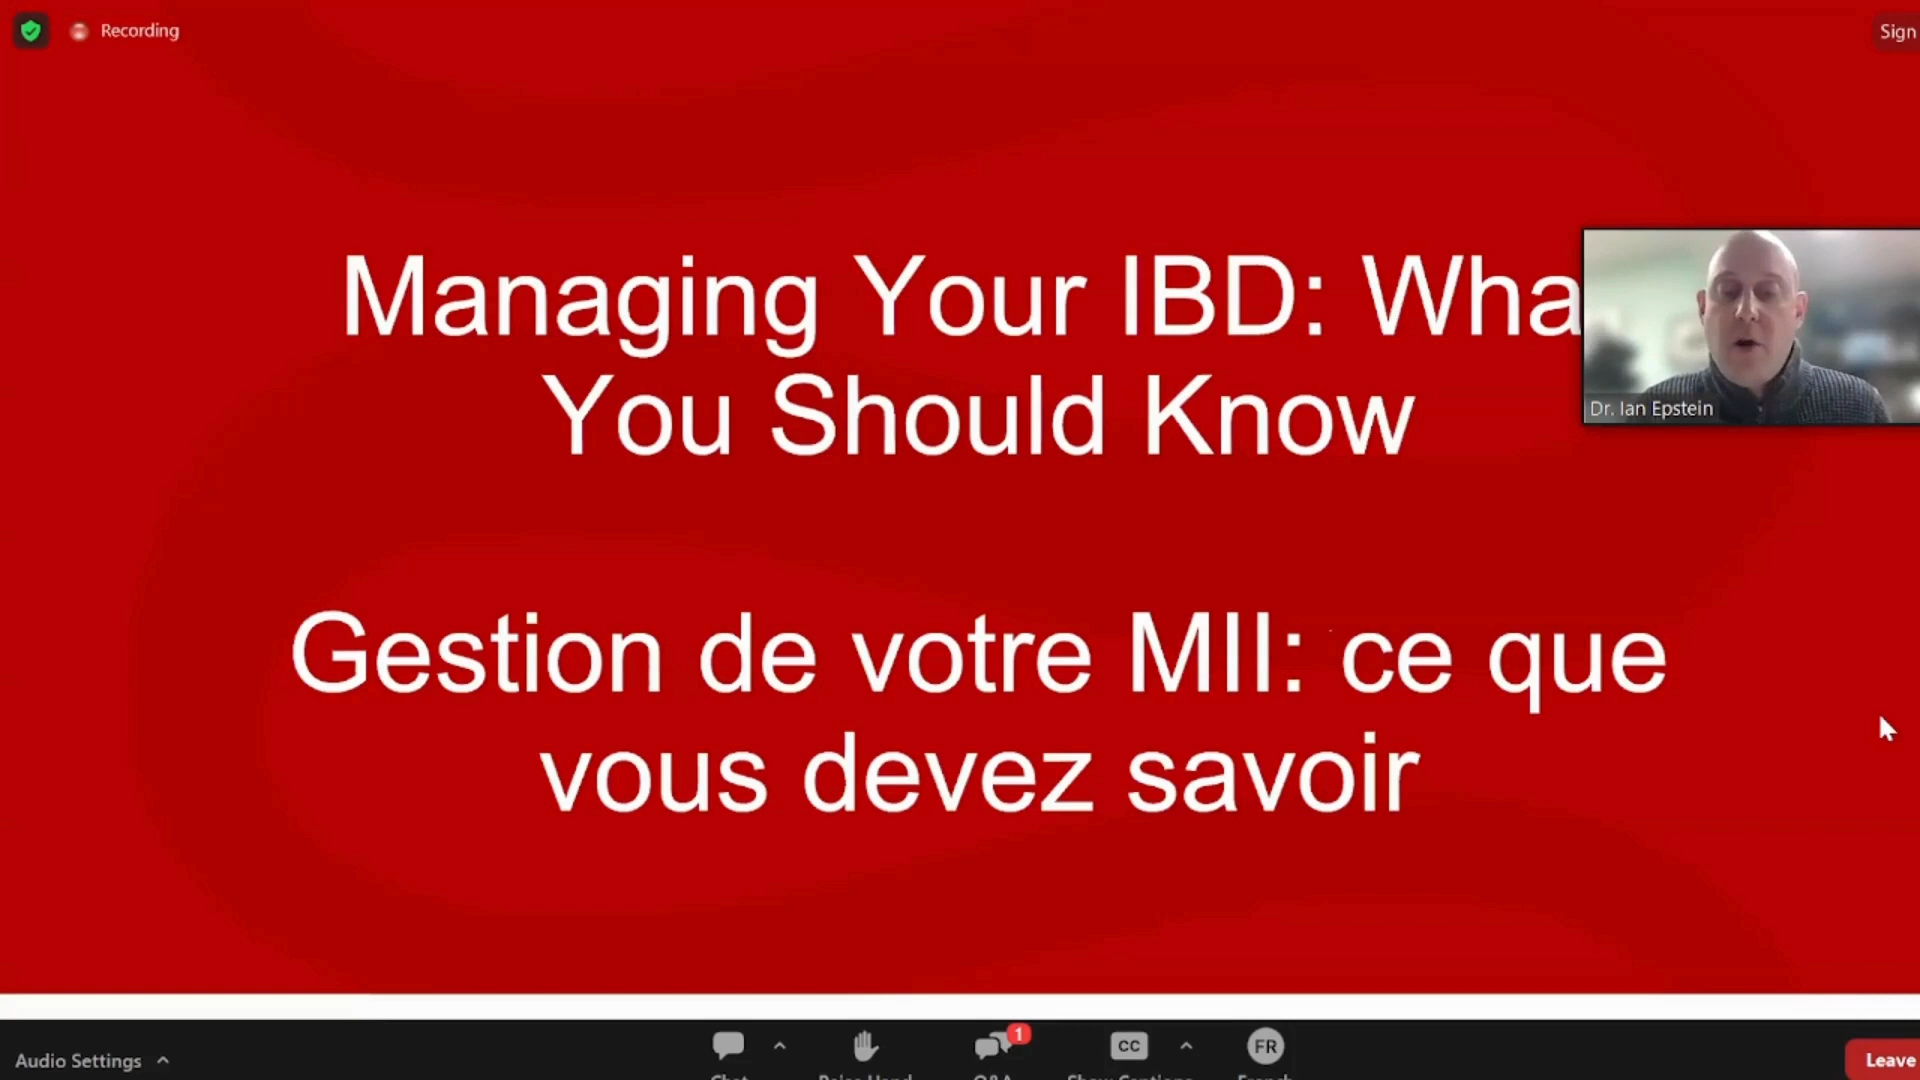 Recording
Sign
Managing Your IBD: Wha
You Should Know
Dr. Ian Epstein
Gestion de votre MII: ce que
vous devez savoir
1
CC
FR
Audio Settings
Leave